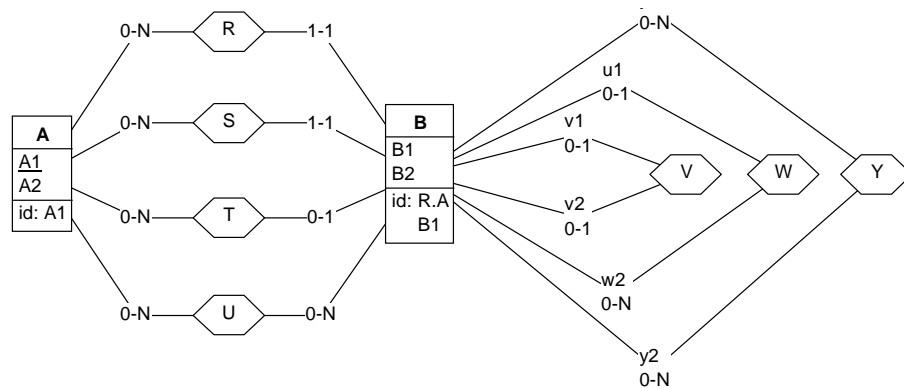 0-N R 1-1
0-N
u1
0-1
A
A1
A2
id: A1
0-N S 1-1
B
B1
B2
id: R.A
B1
v1
0-1
V
W
Y
0-N T 0-1
v2
0-1
w2
0-N
0-N U 0-N
y2
0-N